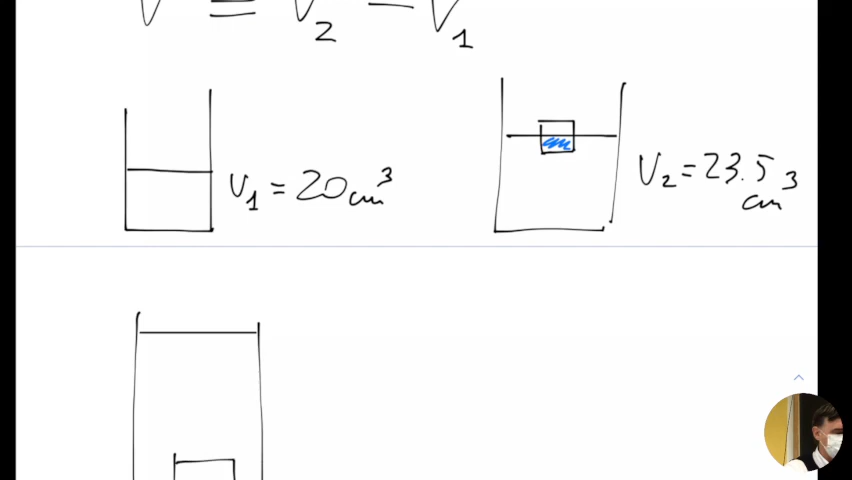 V = V₂ - V₁
V₁ = 20 cm³
V₂ = 23.5 cm³